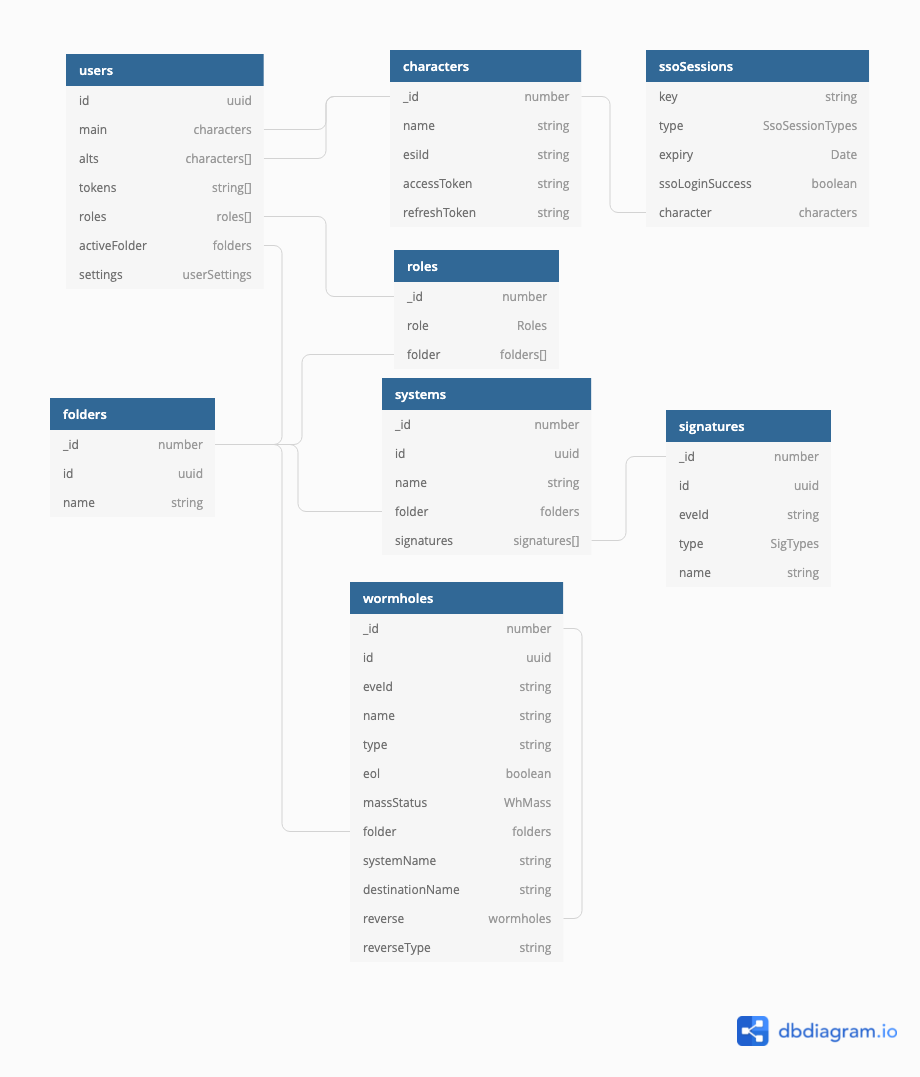 users
id uuid
main characters
alts characters[]
tokens string[]
roles roles[]
activeFolder folders
settings userSettings
characters
_id number
name string
esiId string
accessToken string
refreshToken string
ssoSessions
key string
type SsoSessionTypes
expiry Date
ssoLoginSuccess boolean
character characters
roles
_id number
role Roles
folder folders[]
folders
_id number
id uuid
name string
systems
_id number
id uuid
name string
folder folders
signatures signatures[]
signatures
_id number
id uuid
eveId string
type SigTypes
name string
wormholes
_id number
id uuid
eveId string
name string
type string
eol boolean
massStatus WhMass
folder folders
systemName string
destinationName string
reverse wormholes
reverseType string
dbdiagram.io